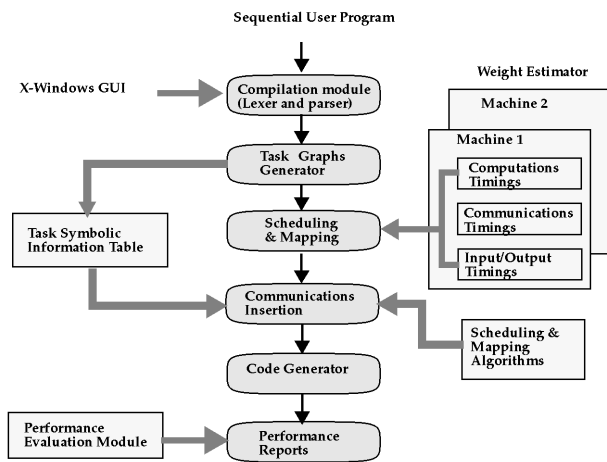 Sequential User Program
X-Windows GUI
Compilation module
(Lexer and parser)
Weight Estimator
Machine 2
Machine 1
Computations
Timings
Communications
Timings
Input/Output
Timings
Task Graphs
Generator
Task Symbolic
Information Table
Scheduling
& Mapping
Communications
Insertion
Scheduling &
Mapping
Algorithms
Code Generator
Performance
Evaluation Module
Performance
Reports